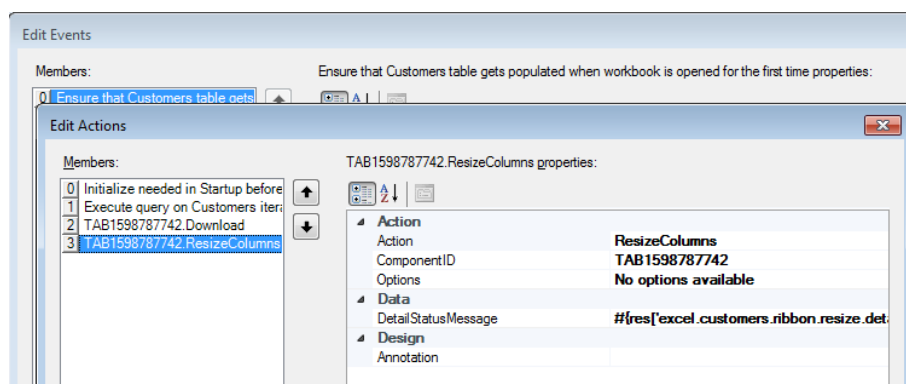 Edit Events
Members:
Ensure that Customers table gets populated when workbook is opened for the first time properties:
0 Ensure that Customers table gets
Edit Actions
Members:
TAB1598787742.ResizeColumns properties:
0 Initialize needed in Startup before
1 Execute query on Customers itera
2 TAB1598787742.Download
3 TAB1598787742.ResizeColumns
Action
Action ResizeColumns
ComponentID TAB1598787742
Options No options available
Data
DetailStatusMessage #{res['excel.customers.ribbon.resize.det
Design
Annotation